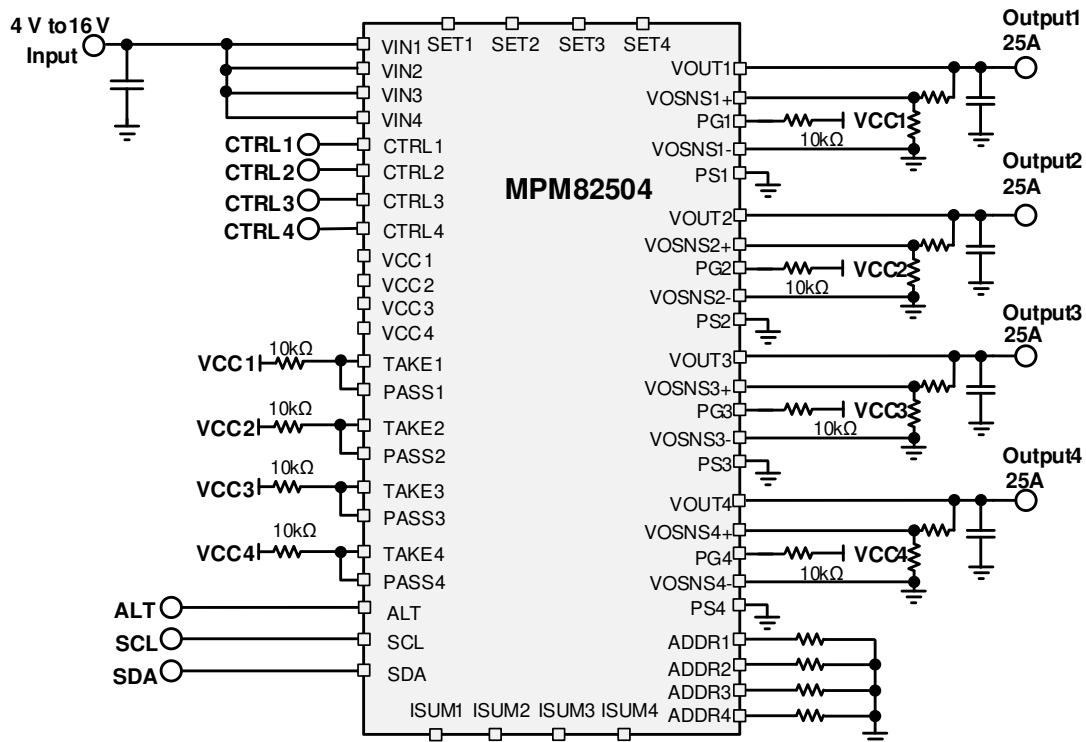 4 V to 16 V
Input
SET1 SET2 SET3 SET4
VIN1
VIN2
VIN3
VIN4
CTRL1 CTRL1
CTRL2 CTRL2
CTRL3 CTRL3
CTRL4 CTRL4
VCC1
VCC2
VCC3
VCC4
VCC1 10kΩ TAKE1
PASS1
VCC2 10kΩ TAKE2
PASS2
VCC3 10kΩ TAKE3
PASS3
VCC4 10kΩ TAKE4
PASS4
ALT ALT
SCL SCL
SDA SDA
ISUM1 ISUM2 ISUM3 ISUM4
MPM82504
Output1
25A
VOUT1
VOSNS1+
PG1 VCC1
10kΩ
VOSNS1-
PS1
Output2
25A
VOUT2
VOSNS2+
PG2 VCC2
10kΩ
VOSNS2-
PS2
Output3
25A
VOUT3
VOSNS3+
PG3 VCC3
10kΩ
VOSNS3-
PS3
Output4
25A
VOUT4
VOSNS4+
PG4 VCC4
10kΩ
VOSNS4-
PS4
ADDR1
ADDR2
ADDR3
ADDR4